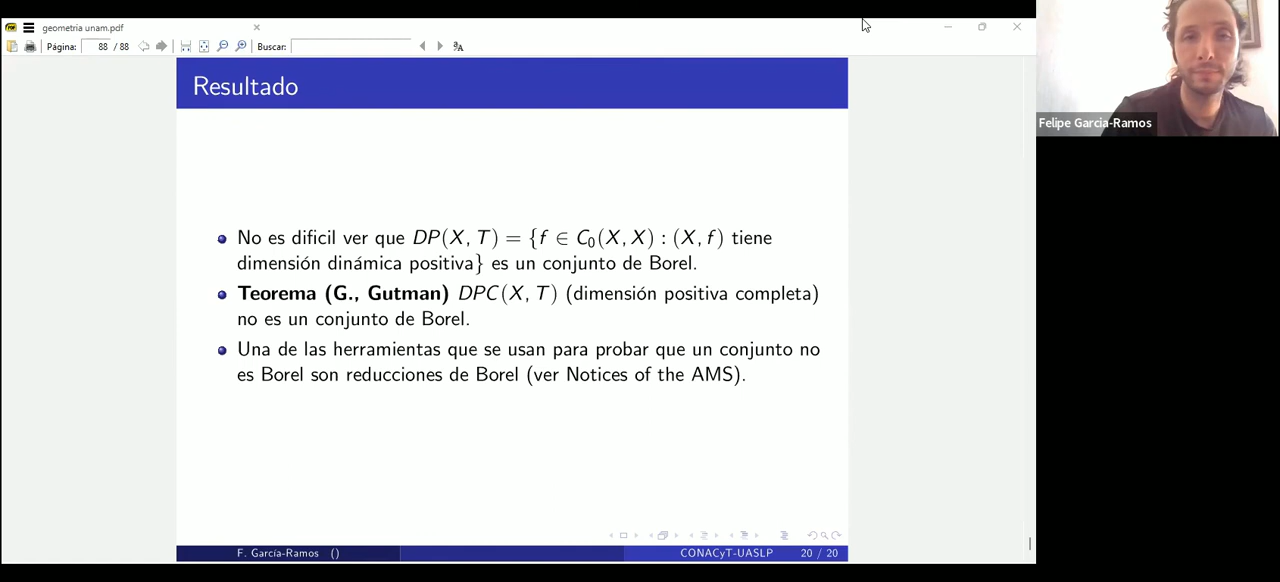 geometria unam.pdf
Página: 88 / 88 Buscar:
Resultado
No es dificil ver que DP(X, T) = {f ∈ C₀(X, X) : (X, f) tiene
dimensión dinámica positiva} es un conjunto de Borel.
Teorema (G., Gutman) DPC(X, T) (dimensión positiva completa)
no es un conjunto de Borel.
Una de las herramientas que se usan para probar que un conjunto no
es Borel son reducciones de Borel (ver Notices of the AMS).
F. García-Ramos () CONACyT-UASLP 20 / 20
Felipe Garcia-Ramos